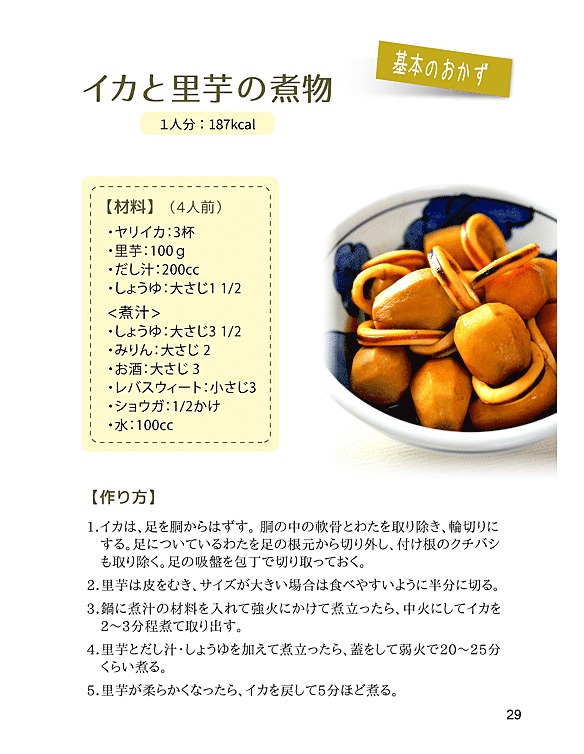 基本のおかず
イカと里芋の煮物
1人分：187kcal
【材料】（4人前）
・ヤリイカ：3杯
・里芋：100ｇ
・だし汁：200cc
・しょうゆ：大さじ1 1/2
<煮汁>
・しょうゆ：大さじ3 1/2
・みりん：大さじ 2
・お酒：大さじ 3
・レバスウィート：小さじ3
・ショウガ：1/2かけ
・水：100cc
【作り方】
1.イカは、足を胴からはずす。胴の中の軟骨とわたを取り除き、輪切りに
する。足についているわたを足の根元から切り外し、付け根のクチバシ
も取り除く。足の吸盤を包丁で切り取っておく。
2.里芋は皮をむき、サイズが大きい場合は食べやすいように半分に切る。
3.鍋に煮汁の材料を入れて強火にかけて煮立ったら、中火にしてイカを
2〜3分程煮て取り出す。
4.里芋とだし汁・しょうゆを加えて煮立ったら、蓋をして弱火で20〜25分
くらい煮る。
5.里芋が柔らかくなったら、イカを戻して5分ほど煮る。
29